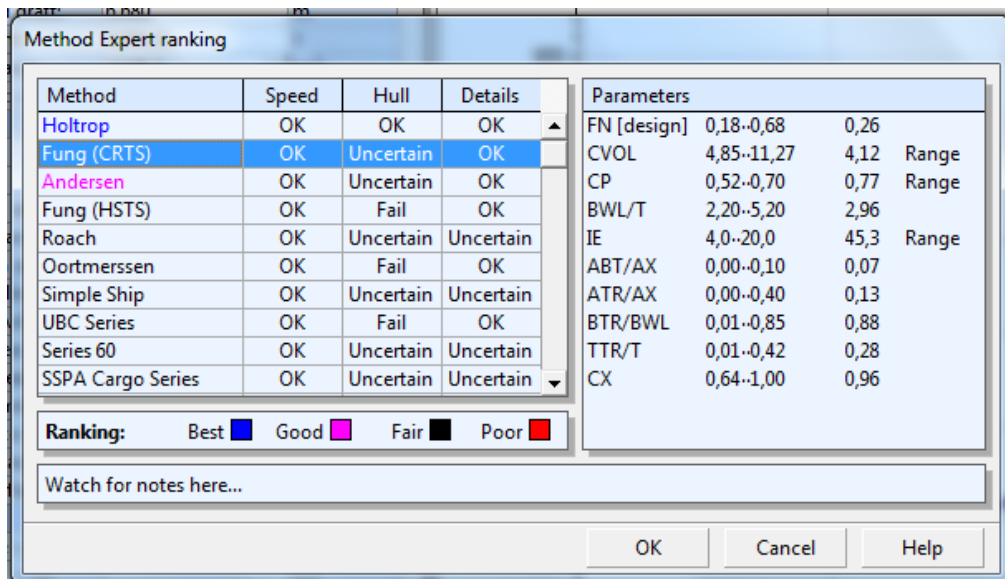 draft: m
Method Expert ranking
Method Speed Hull Details
Holtrop OK OK OK
Fung (CRTS) OK Uncertain OK
Andersen OK Uncertain OK
Fung (HSTS) OK Fail OK
Roach OK Uncertain Uncertain
Oortmerssen OK Fail OK
Simple Ship OK Uncertain Uncertain
UBC Series OK Fail OK
Series 60 OK Uncertain Uncertain
SSPA Cargo Series OK Uncertain Uncertain
Ranking: Best Good Fair Poor
Parameters
FN [design] 0,18··0,68 0,26
CVOL 4,85··11,27 4,12 Range
CP 0,52··0,70 0,77 Range
BWL/T 2,20··5,20 2,96
IE 4,0··20,0 45,3 Range
ABT/AX 0,00··0,10 0,07
ATR/AX 0,00··0,40 0,13
BTR/BWL 0,01··0,85 0,88
TTR/T 0,01··0,42 0,28
CX 0,64··1,00 0,96
Watch for notes here...
OK Cancel Help